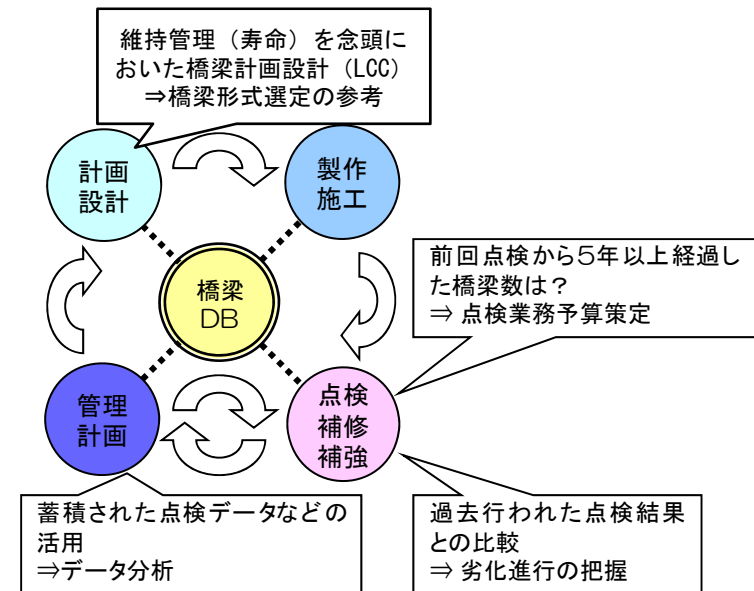 維持管理（寿命）を念頭に
おいた橋梁計画設計（LCC）
⇒橋梁形式選定の参考
計画
設計
製作
施工
橋梁
DB
前回点検から5年以上経過し
た橋梁数は？
⇒ 点検業務予算策定
管理
計画
点検
補修
補強
蓄積された点検データなどの
活用
⇒データ分析
過去行われた点検結果
との比較
⇒ 劣化進行の把握